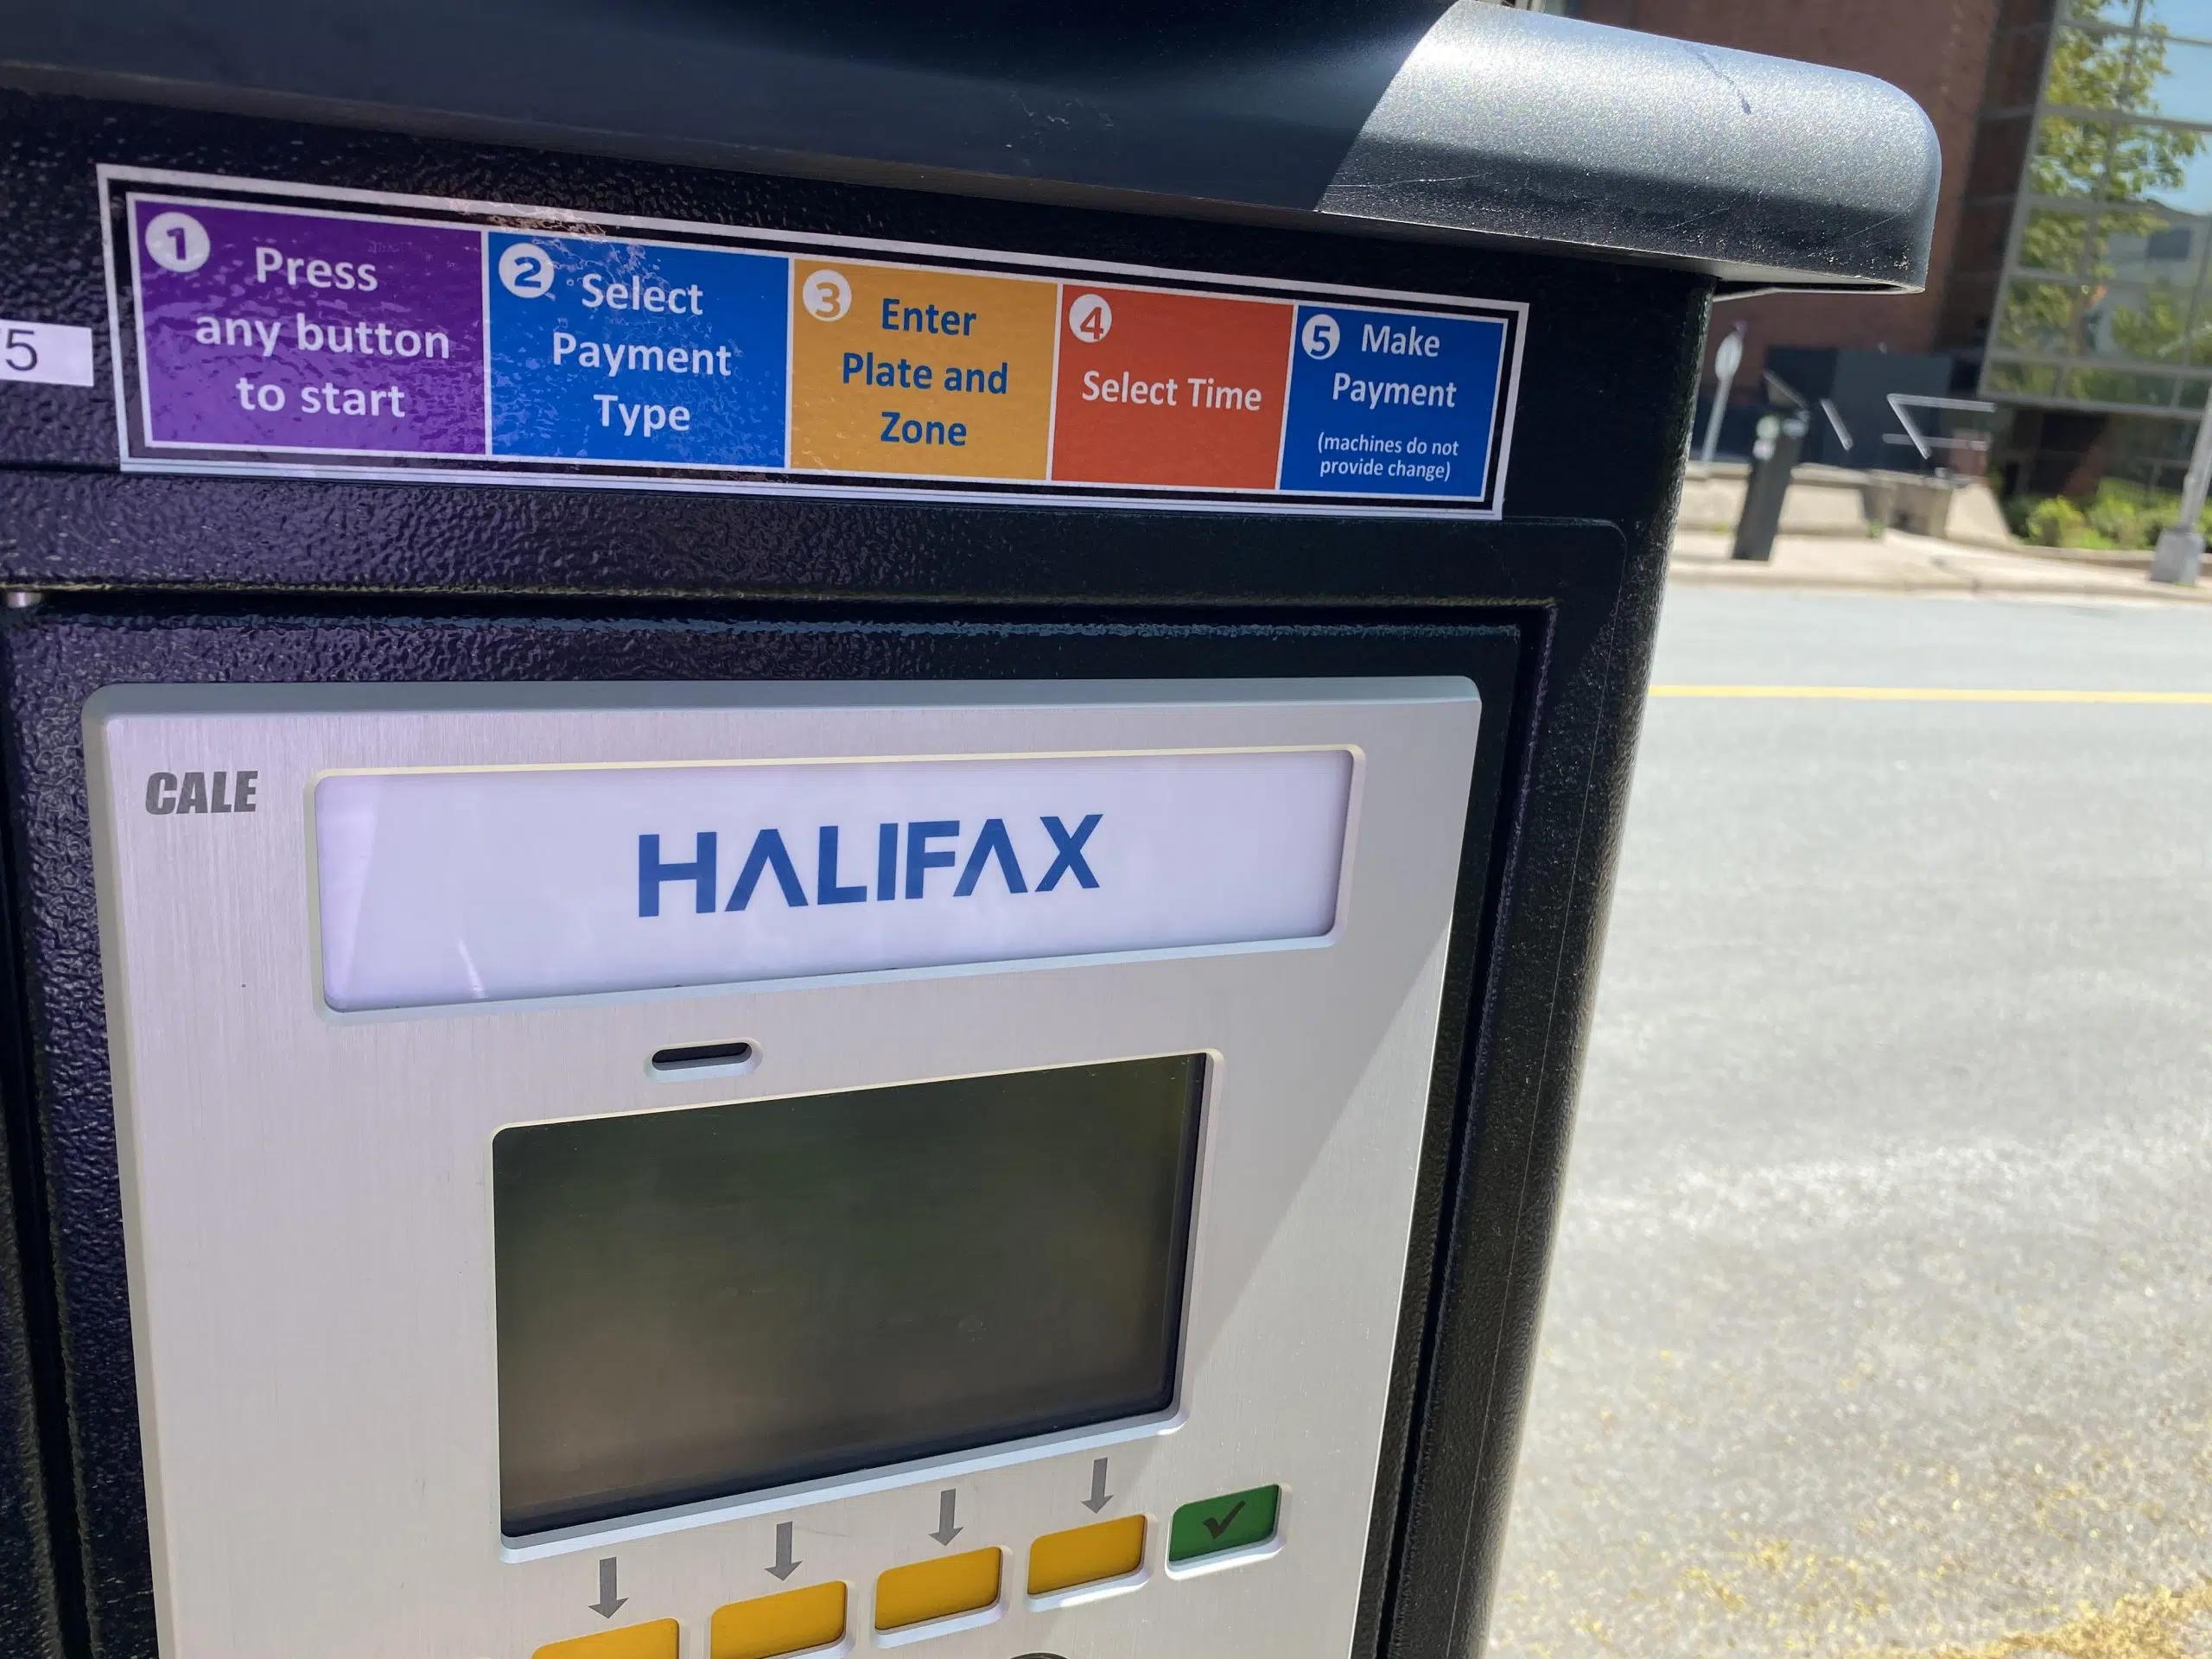 5
1
Press
any button
to start
2
Select
Payment
Type
3
Enter
Plate and
Zone
4
Select Time
5
Make
Payment
(machines do not
provide change)
CALE
HALIFAX